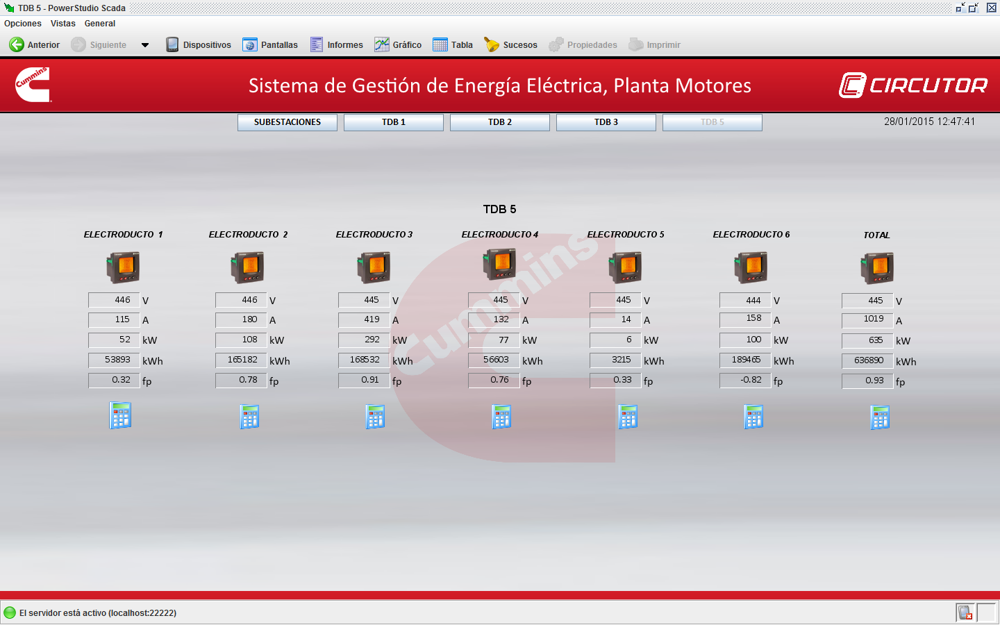 TDB 5 - PowerStudio Scada
Opciones Vistas General
Anterior Siguiente Dispositivos Pantallas Informes Gráfico Tabla Sucesos Propiedades Imprimir
Cummins Sistema de Gestión de Energía Eléctrica, Planta Motores CIRCUTOR
SUBESTACIONES TDB 1 TDB 2 TDB 3 TDB 5 28/01/2015 12:47:41
TDB 5
ELECTRODUCTO 1 ELECTRODUCTO 2 ELECTRODUCTO 3 ELECTRODUCTO 4 ELECTRODUCTO 5 ELECTRODUCTO 6 TOTAL
Cummins
446 V 446 V 445 V 445 V 445 V 444 V 445 V
115 A 180 A 419 A 132 A 14 A 158 A 1019 A
52 kW 108 kW 292 kW 77 kW 6 kW 100 kW 635 kW
53893 kWh 165182 kWh 168532 kWh 56603 kWh 3215 kWh 189465 kWh 636890 kWh
0.32 fp 0.78 fp 0.91 fp 0.76 fp 0.33 fp -0.82 fp 0.93 fp
El servidor está activo (localhost:22222)